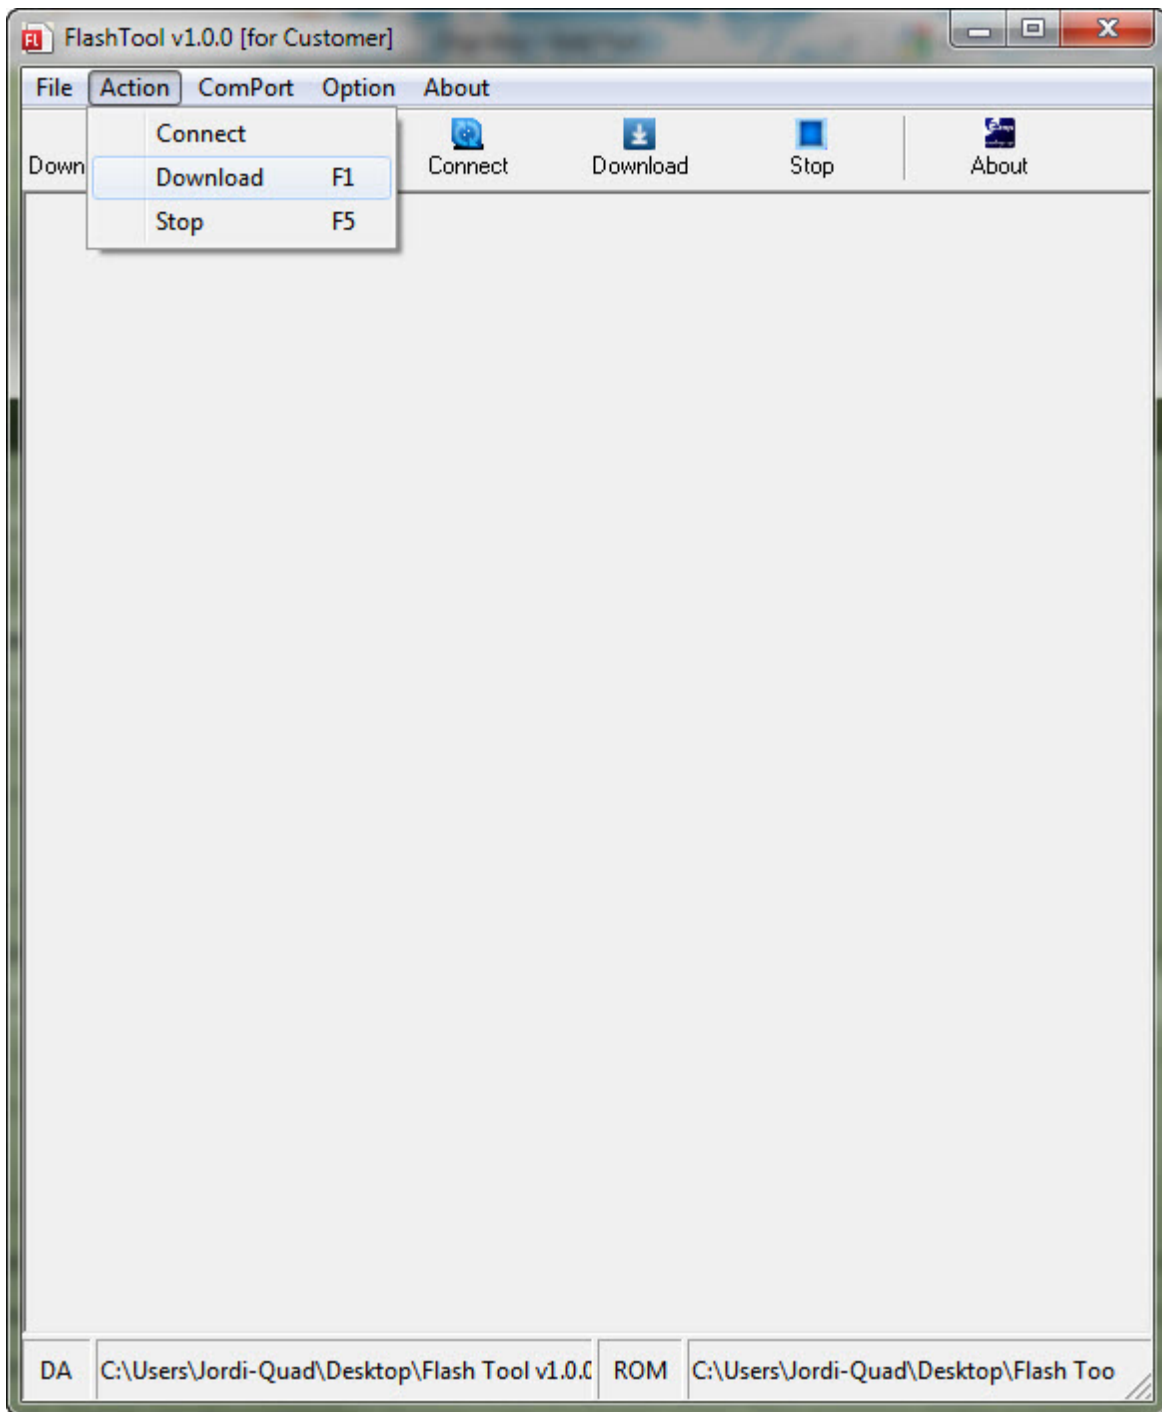 FlashTool v1.0.0 [for Customer]
File Action ComPort Option About
Connect
Download F1
Stop F5
Down
Connect Download Stop About
DA C:\Users\Jordi-Quad\Desktop\Flash Tool v1.0.0 ROM C:\Users\Jordi-Quad\Desktop\Flash Too